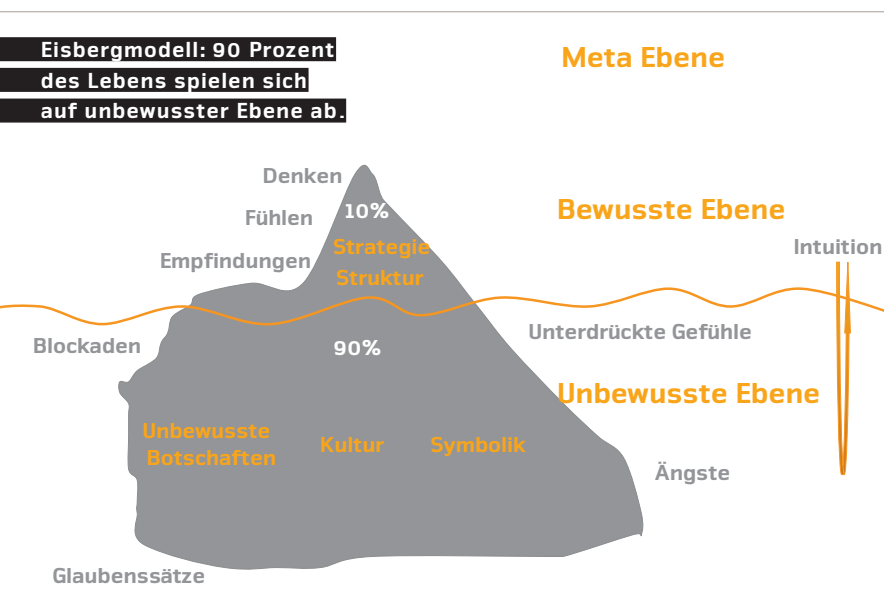 Eisbergmodell: 90 Prozent
des Lebens spielen sich
auf unbewusster Ebene ab.
Meta Ebene
Denken
Fühlen
10%
Bewusste Ebene
Empfindungen
Strategie
Struktur
Intuition
Blockaden
90%
Unterdrückte Gefühle
Unbewusste Ebene
Unbewusste
Botschaften
Kultur
Symbolik
Ängste
Glaubenssätze